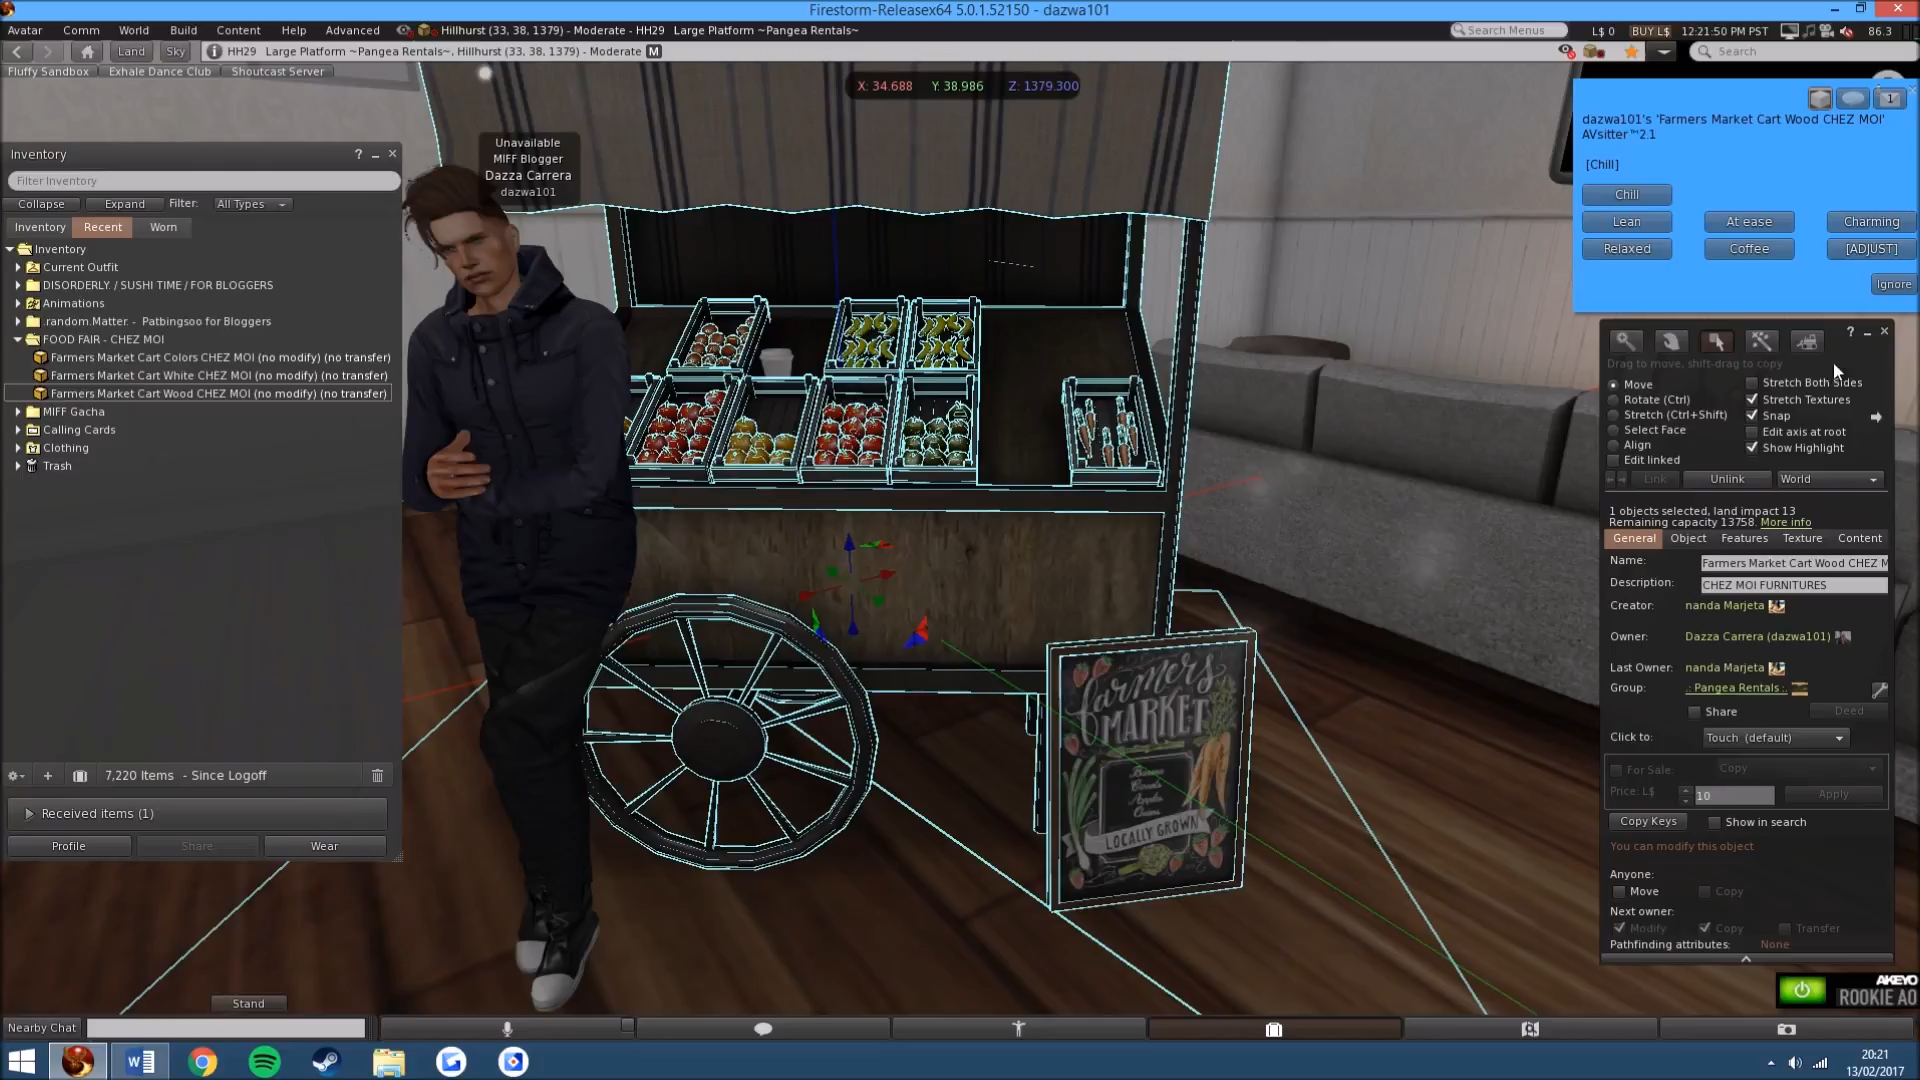 Firestorm-Releasex64 5.0.1.52150 - dazwa101
Avatar Comm World Build Content Help Advanced Hillhurst (33, 38, 1379) - Moderate - HH29 Large Platform ~Pangea Rentals~ Search Menus L$ 0 BUY L$ 12:21:50 PM PST 86.3
Land Sky HH29 Large Platform ~Pangea Rentals~, Hillhurst (33, 38, 1379) - Moderate M Search
Fluffy Sandbox Exhale Dance Club Shoutcast Server
X: 34.688 Y: 38.986 Z: 1379.300
Unavailable
MIFF Blogger
Dazza Carrera
dazwa101
Inventory ?
Filter Inventory
Collapse Expand Filter: All Types
Inventory Recent Worn
Inventory
Current Outfit
DISORDERLY. / SUSHI TIME / FOR BLOGGERS
Animations
.random.Matter. - Patbingsoo for Bloggers
FOOD FAIR - CHEZ MOI
Farmers Market Cart Colors CHEZ MOI (no modify) (no transfer)
Farmers Market Cart White CHEZ MOI (no modify) (no transfer)
Farmers Market Cart Wood CHEZ MOI (no modify) (no transfer)
MIFF Gacha
Calling Cards
Clothing
Trash
7,220 Items - Since Logoff
Received items (1)
Profile Share Wear
Stand
Nearby Chat
farmers
MARKET
LOCALLY GROWN
1
dazwa101's 'Farmers Market Cart Wood CHEZ MOI'
AVsitter™2.1
[Chill]
Chill
Lean At ease Charming
Relaxed Coffee [ADJUST]
Ignore
?
Drag to move, shift-drag to copy
Move
Rotate (Ctrl)
Stretch (Ctrl+Shift)
Select Face
Align
Edit linked
Stretch Both Sides
Stretch Textures
Snap
Edit axis at root
Show Highlight
Link Unlink World
1 objects selected, land impact 13
Remaining capacity 13758. More info
General Object Features Texture Content
Name: Farmers Market Cart Wood CHEZ M
Description: CHEZ MOI FURNITURES
Creator: nanda Marjeta
Owner: Dazza Carrera (dazwa101)
Last Owner: nanda Marjeta
Group: .: Pangea Rentals :.
Share Deed
Click to: Touch (default)
For Sale: Copy
Price: L$ 10 Apply
Copy Keys Show in search
You can modify this object
Anyone:
Move Copy
Next owner:
Modify Copy Transfer
Pathfinding attributes: None
AKEYO
ROOKIE AO
20:21
13/02/2017